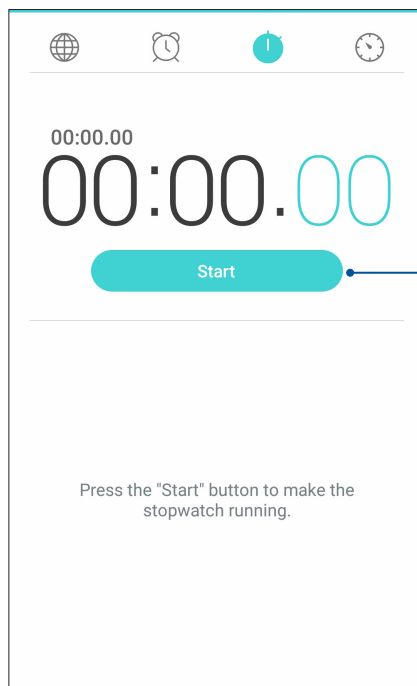 00:00.00
00:00.00
Start
Press the "Start" button to make the
stopwatch running.